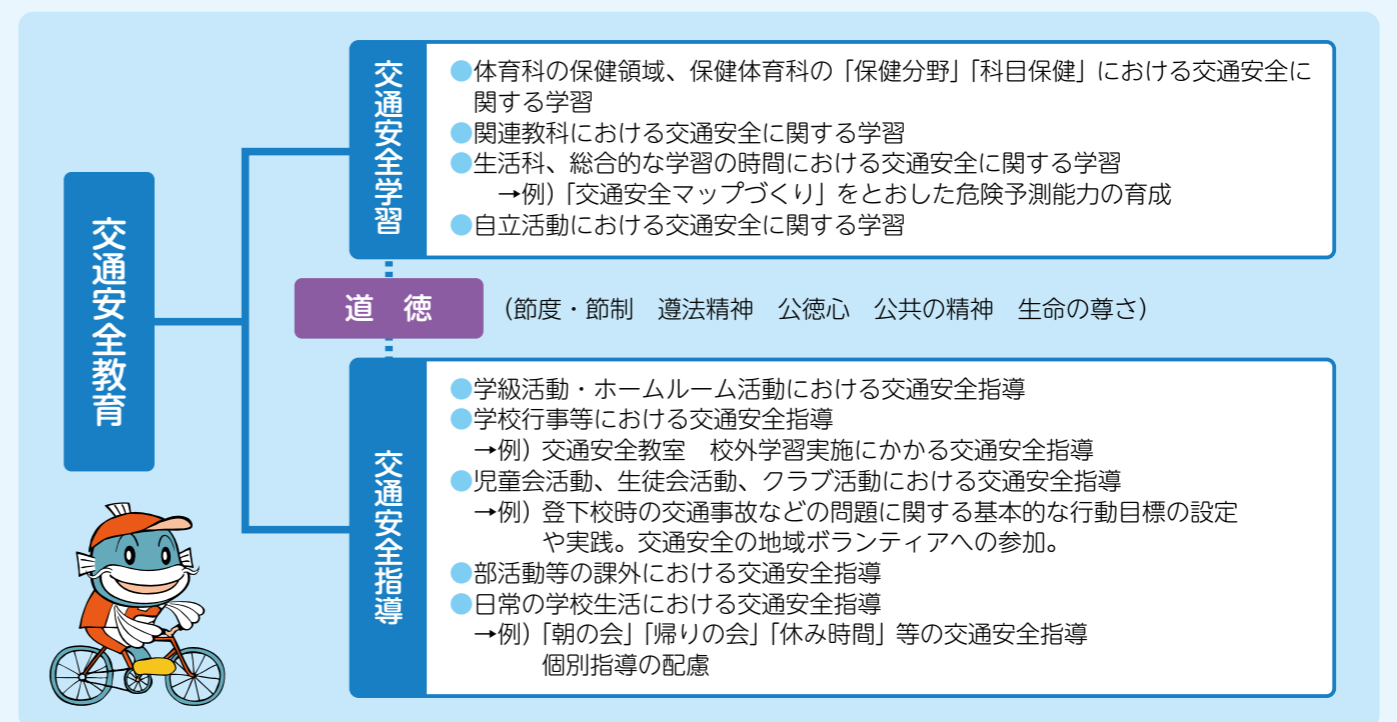 交通安全教育
交通安全学習
●体育科の保健領域、保健体育科の「保健分野」「科目保健」における交通安全に
関する学習
●関連教科における交通安全に関する学習
●生活科、総合的な学習の時間における交通安全に関する学習
→例)「交通安全マップづくり」をとおした危険予測能力の育成
●自立活動における交通安全に関する学習
道 徳
(節度・節制 遵法精神 公徳心 公共の精神 生命の尊さ)
交通安全指導
●学級活動・ホームルーム活動における交通安全指導
●学校行事等における交通安全指導
→例) 交通安全教室 校外学習実施にかかる交通安全指導
●児童会活動、生徒会活動、クラブ活動における交通安全指導
→例) 登下校時の交通事故などの問題に関する基本的な行動目標の設定
や実践。交通安全の地域ボランティアへの参加。
●部活動等の課外における交通安全指導
●日常の学校生活における交通安全指導
→例)「朝の会」「帰りの会」「休み時間」等の交通安全指導
個別指導の配慮